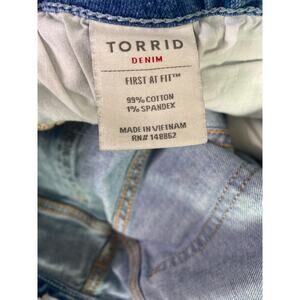 TORRID
DENIM
FIRST AT FIT™
99% COTTON
1% SPANDEX
MADE IN VIETNAM
RN# 148862